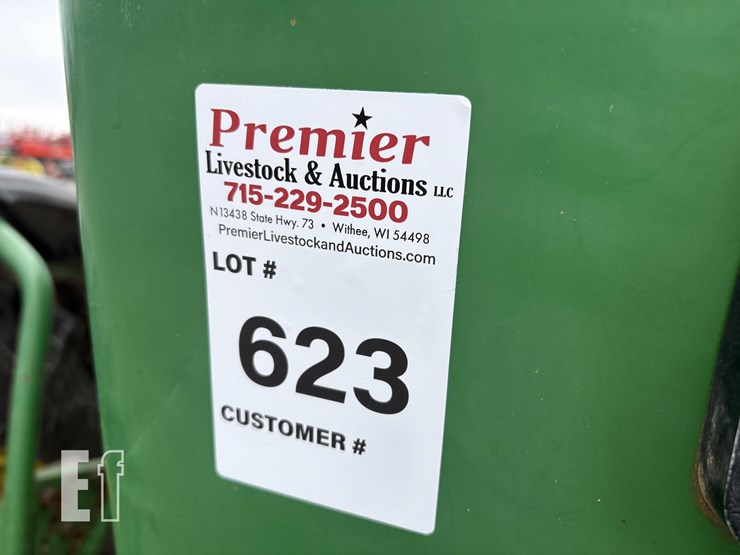 Premier
Livestock & Auctions LLC
715-229-2500
N13438 State Hwy. 73 • Withee, WI 54498
PremierLivestockandAuctions.com
LOT #
623
CUSTOMER #
Ef